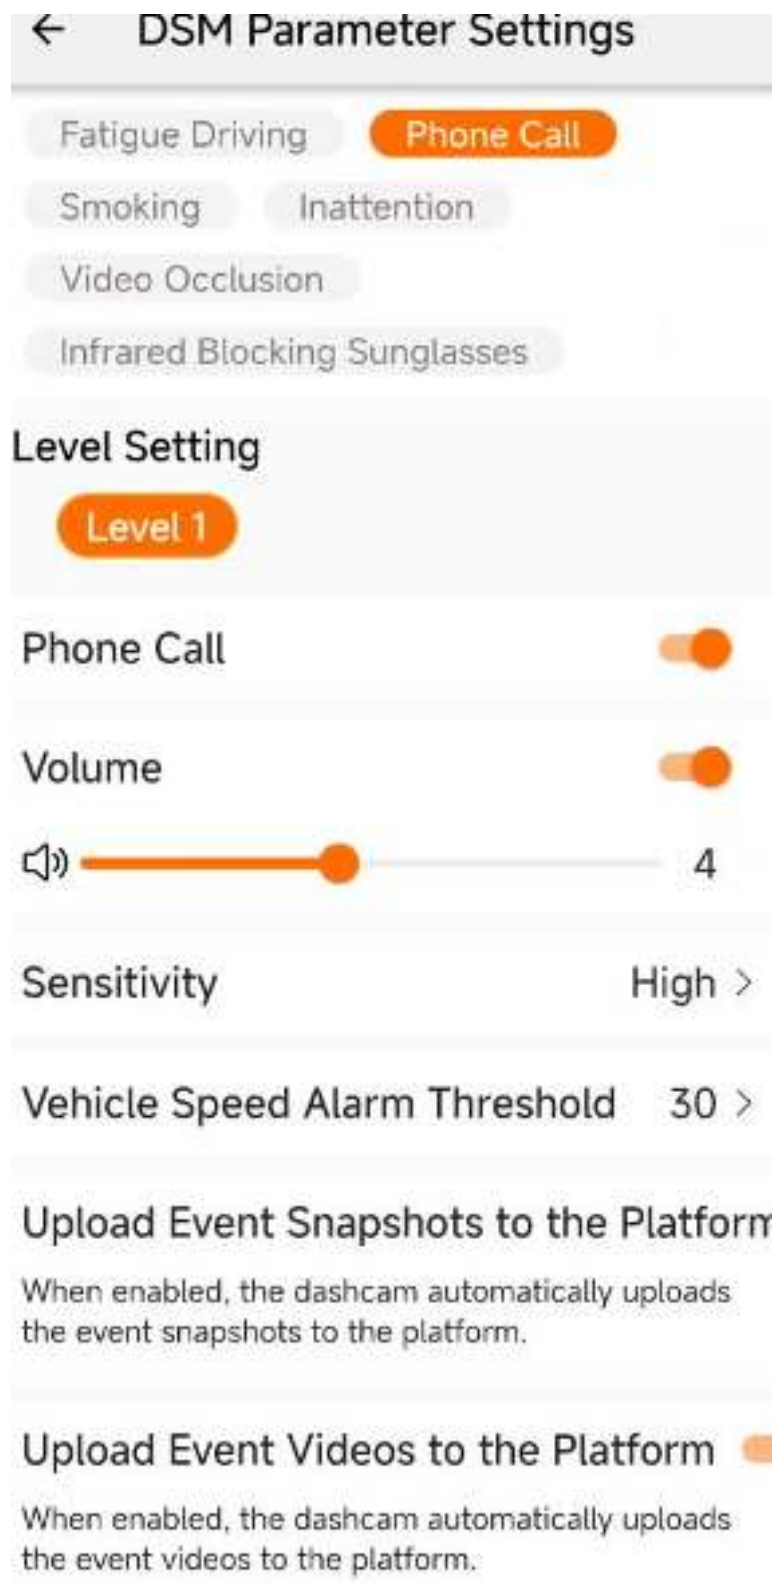 DSM Parameter Settings
Fatigue Driving Phone Call
Smoking Inattention
Video Occlusion
Infrared Blocking Sunglasses
Level Setting
Level 1
Phone Call
Volume
4
Sensitivity High >
Vehicle Speed Alarm Threshold 30 >
Upload Event Snapshots to the Platform
When enabled, the dashcam automatically uploads
the event snapshots to the platform.
Upload Event Videos to the Platform
When enabled, the dashcam automatically uploads
the event videos to the platform.